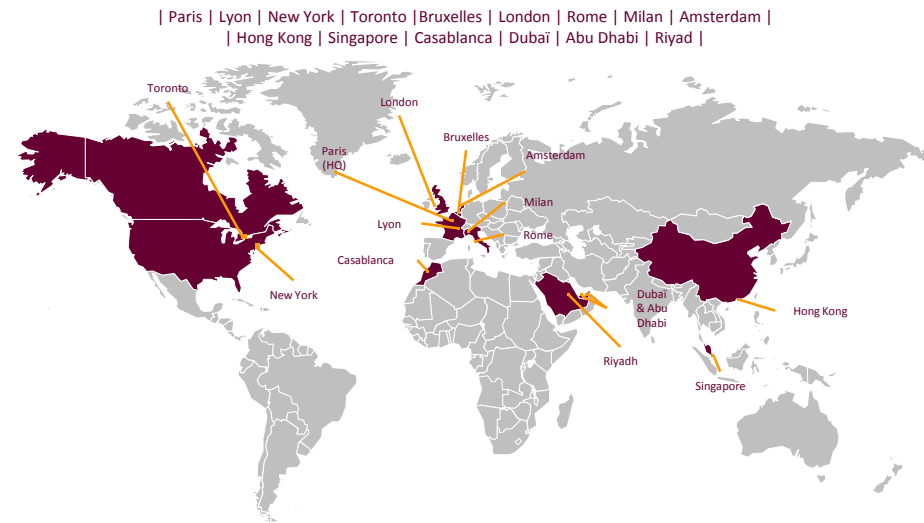 | Paris | Lyon | New York | Toronto |Bruxelles | London | Rome | Milan | Amsterdam |
| Hong Kong | Singapore | Casablanca | Dubaï | Abu Dhabi | Riyad |
Toronto
London
Bruxelles
Paris
(HQ)
Amsterdam
Milan
Lyon
Rome
Casablanca
New York
Dubaï
& Abu
Dhabi
Hong Kong
Riyadh
Singapore